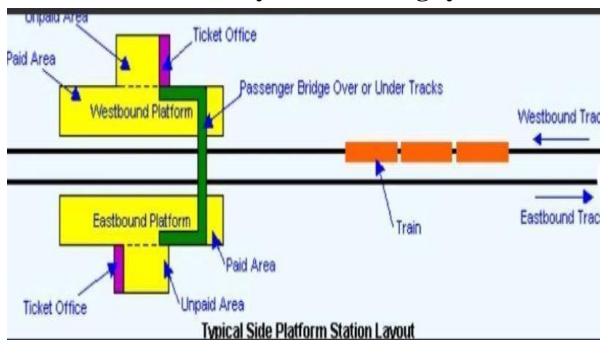 Unpaid Area
Ticket Office
Paid Area
Passenger Bridge Over or Under Tracks
Westbound Platform
Westbound Trac
Eastbound Platform
Eastbound Trac
Train
Paid Area
Ticket Office
Unpaid Area
Typical Side Platform Station Layout